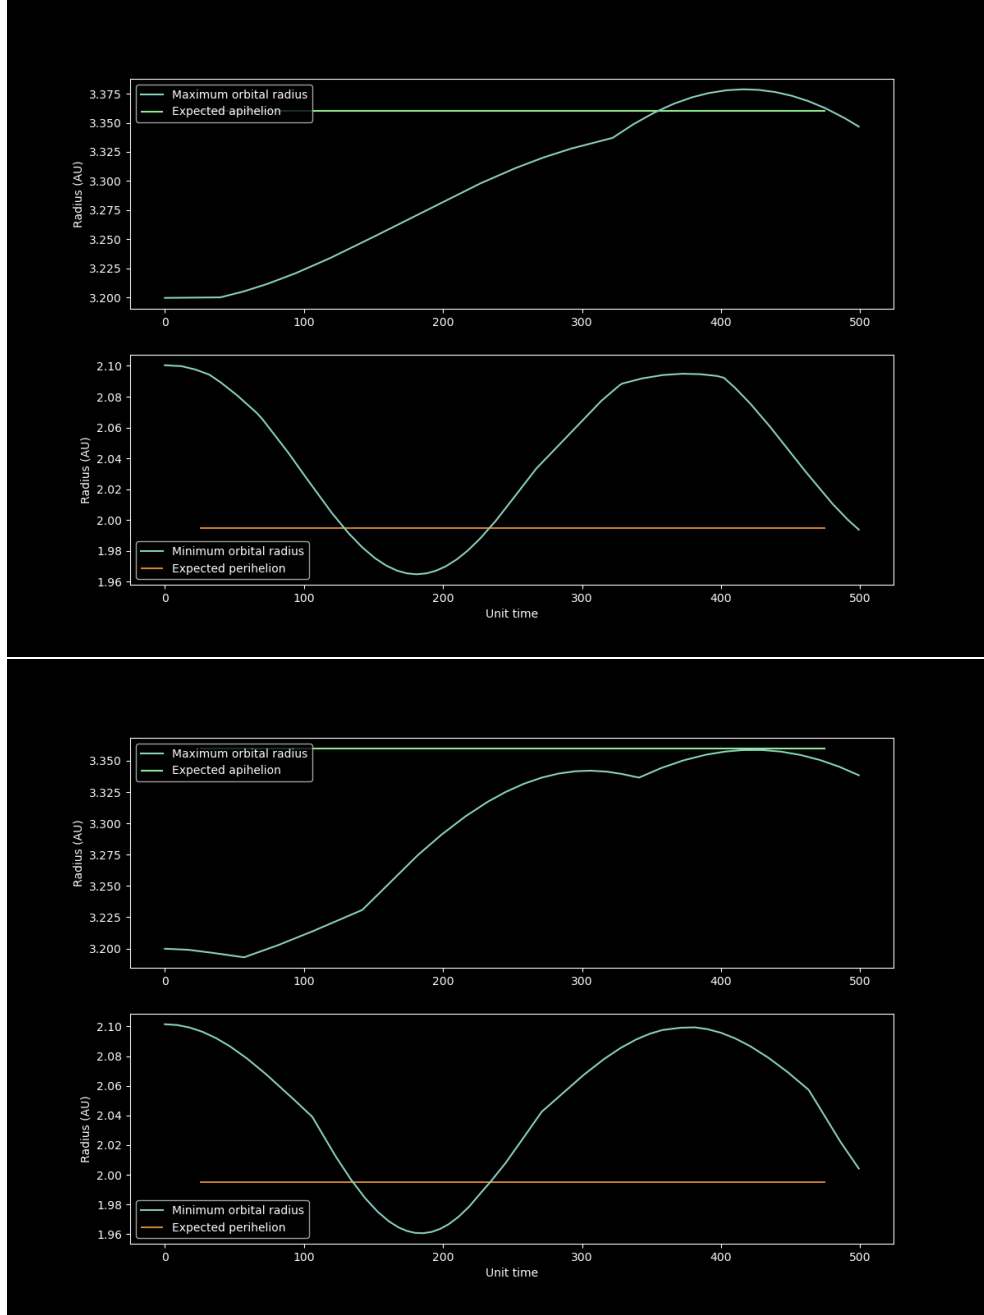 Maximum orbital radius
Expected apihelion
3.375
3.350
3.325
3.300
3.275
3.250
3.225
3.200
Radius (AU)
0 100 200 300 400 500
2.10
2.08
2.06
2.04
2.02
2.00
1.98
1.96
Radius (AU)
Minimum orbital radius
Expected perihelion
0 100 200 300 400 500
Unit time
Maximum orbital radius
Expected apihelion
3.350
3.325
3.300
3.275
3.250
3.225
3.200
Radius (AU)
0 100 200 300 400 500
2.10
2.08
2.06
2.04
2.02
2.00
1.98
1.96
Radius (AU)
Minimum orbital radius
Expected perihelion
0 100 200 300 400 500
Unit time